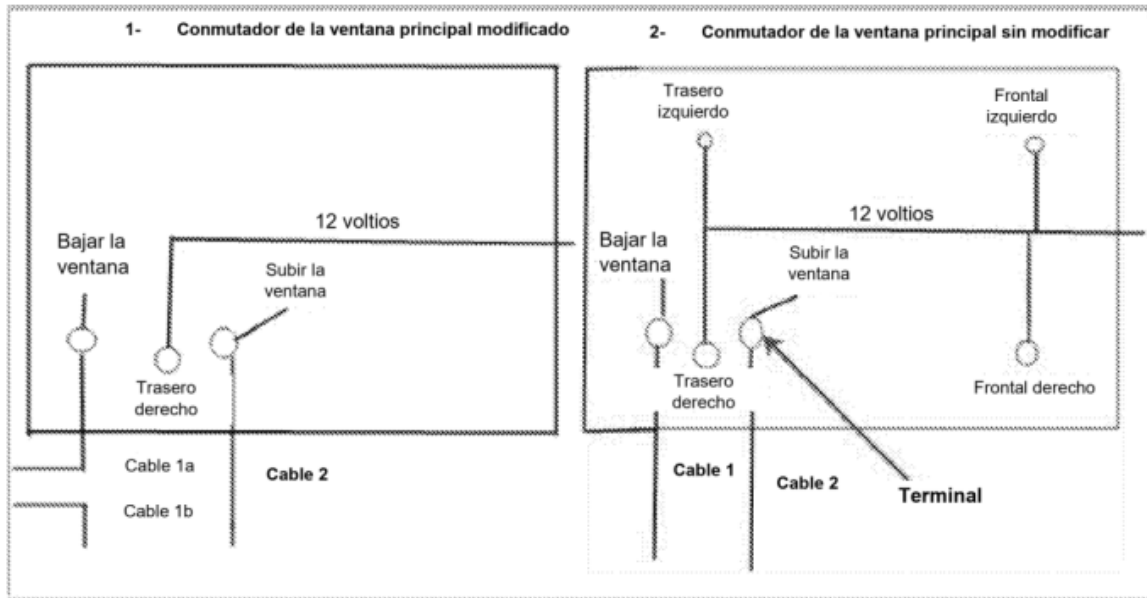 1- Conmutador de la ventana principal modificado
12 voltios
Bajar la
ventana
Subir la
ventana
Trasero
derecho
Cable 1a
Cable 2
Cable 1b
2- Conmutador de la ventana principal sin modificar
Trasero
izquierdo
Frontal
izquierdo
12 voltios
Bajar la
ventana
Subir la
ventana
Trasero
derecho
Frontal derecho
Cable 1
Cable 2
Terminal